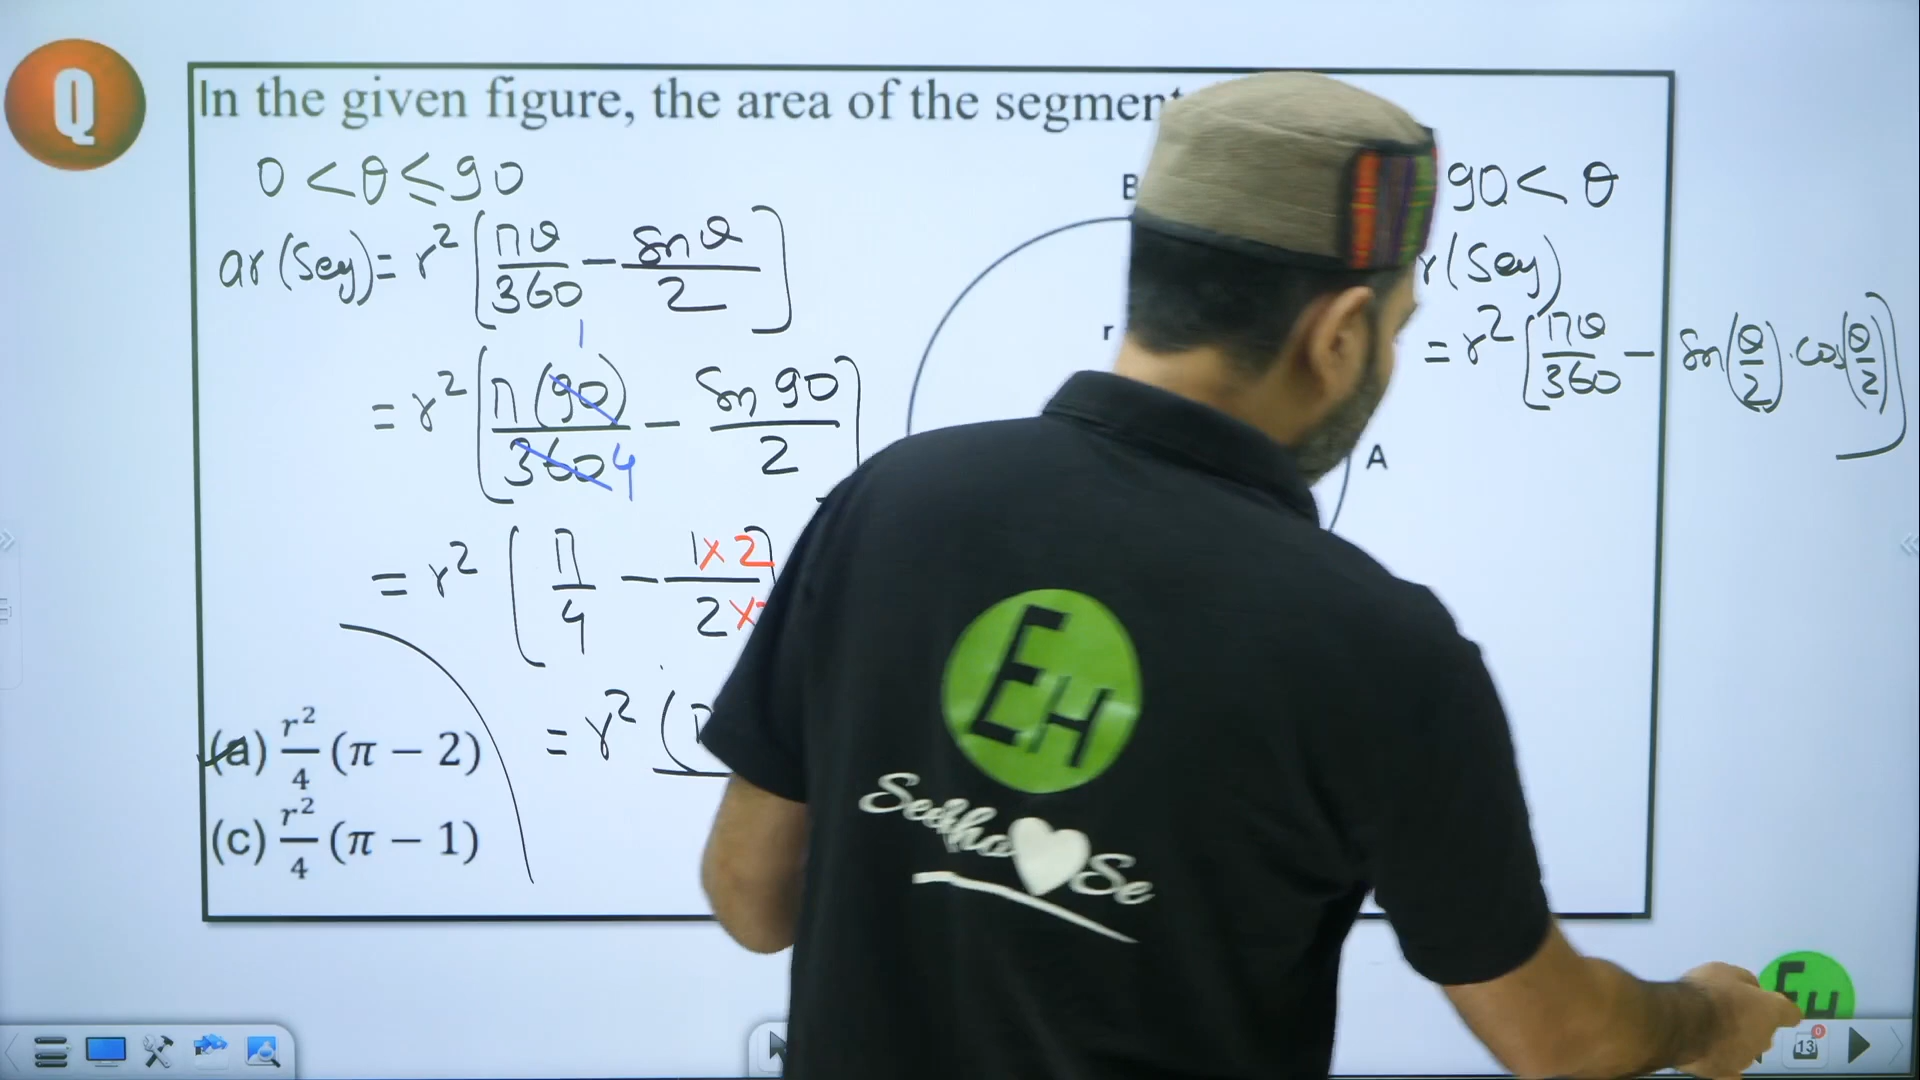 Q
In the given figure, the area of the segment
0 < θ ≤ 90
ar (Seg) = r² [πθ/360 − sinθ/2]
= r² [π(90)/360 − sin 90/2
1
4
= r² [π/4 − 1×2/2×
= r² (π
(a) r²/4 (π − 2)
(c) r²/4 (π − 1)
B
r
A
90 < θ
r (Seg)
= r² [πθ/360 − sin(θ/2) · cos(θ/2)]
EH
Seekho Se
EH
13
0